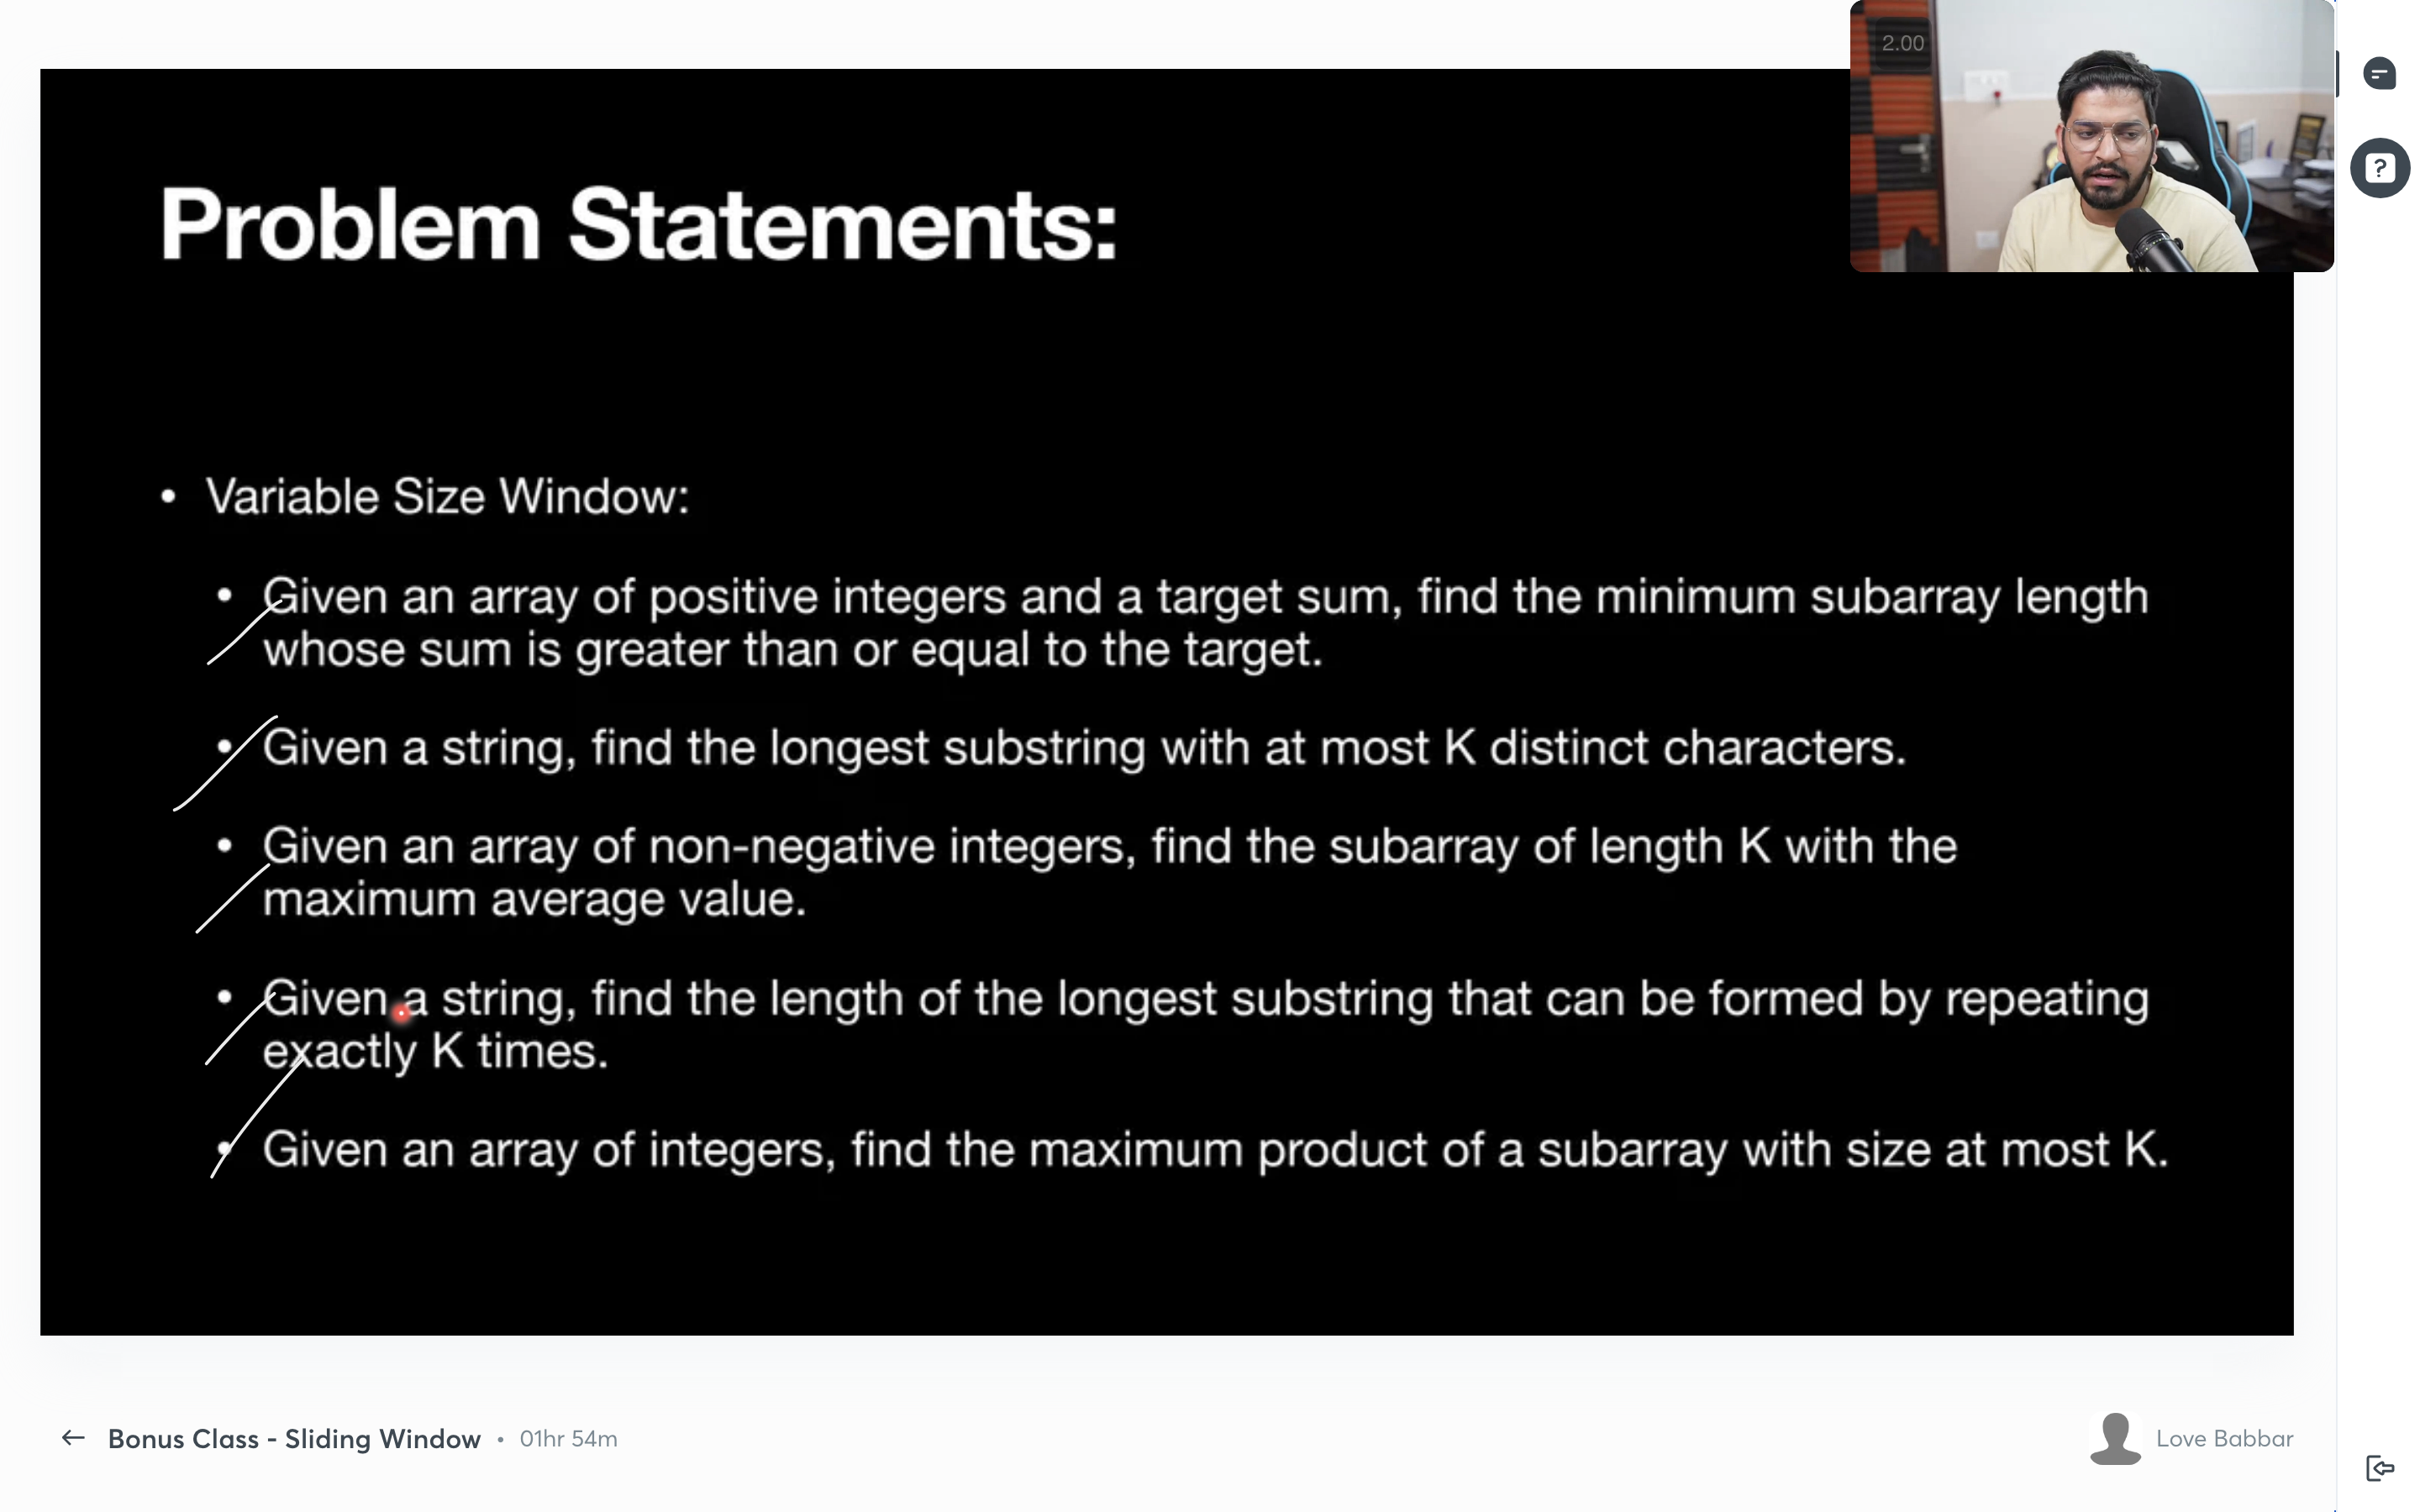 2.00
Problem Statements:
• Variable Size Window:
• Given an array of positive integers and a target sum, find the minimum subarray length
whose sum is greater than or equal to the target.
• Given a string, find the longest substring with at most K distinct characters.
• Given an array of non-negative integers, find the subarray of length K with the
maximum average value.
• Given a string, find the length of the longest substring that can be formed by repeating
exactly K times.
• Given an array of integers, find the maximum product of a subarray with size at most K.
Bonus Class - Sliding Window • 01hr 54m
Love Babbar